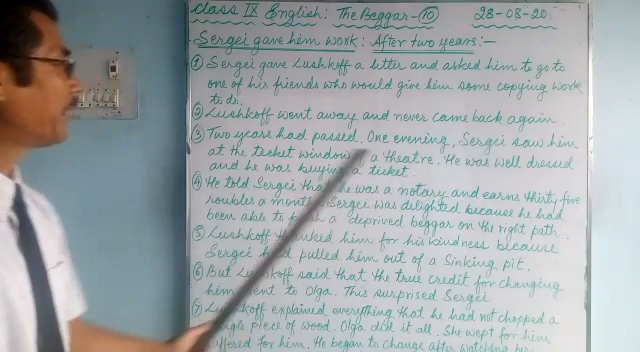 Class IX English: The Beggar-10 28-08-20
Sergei gave him work: After two years:-
① Sergei gave Lushkoff a letter and asked him to go to
one of his friends who would give him some copying work
to do.
② Lushkoff went away and never came back again.
③ Two years had passed. One evening, Sergei saw him
at the ticket window of a theatre. He was well dressed
and he was buying a ticket.
④ He told Sergei that he was a notary and earns thirty five
roubles a month. Sergei was delighted because he had
been able to a deprived beggar on the right path.
⑤ Lushkoff thanked him for his kindness because
Sergei had pulled him out of a sinking pit.
⑥ But Lushkoff said that the true credit for changing
him went to Olga. This surprised Sergei
⑦ Lushkoff explained everything that he had not chopped a
single piece of wood. Olga did it all. She wept for him
suffered for him. He began to change after watching her